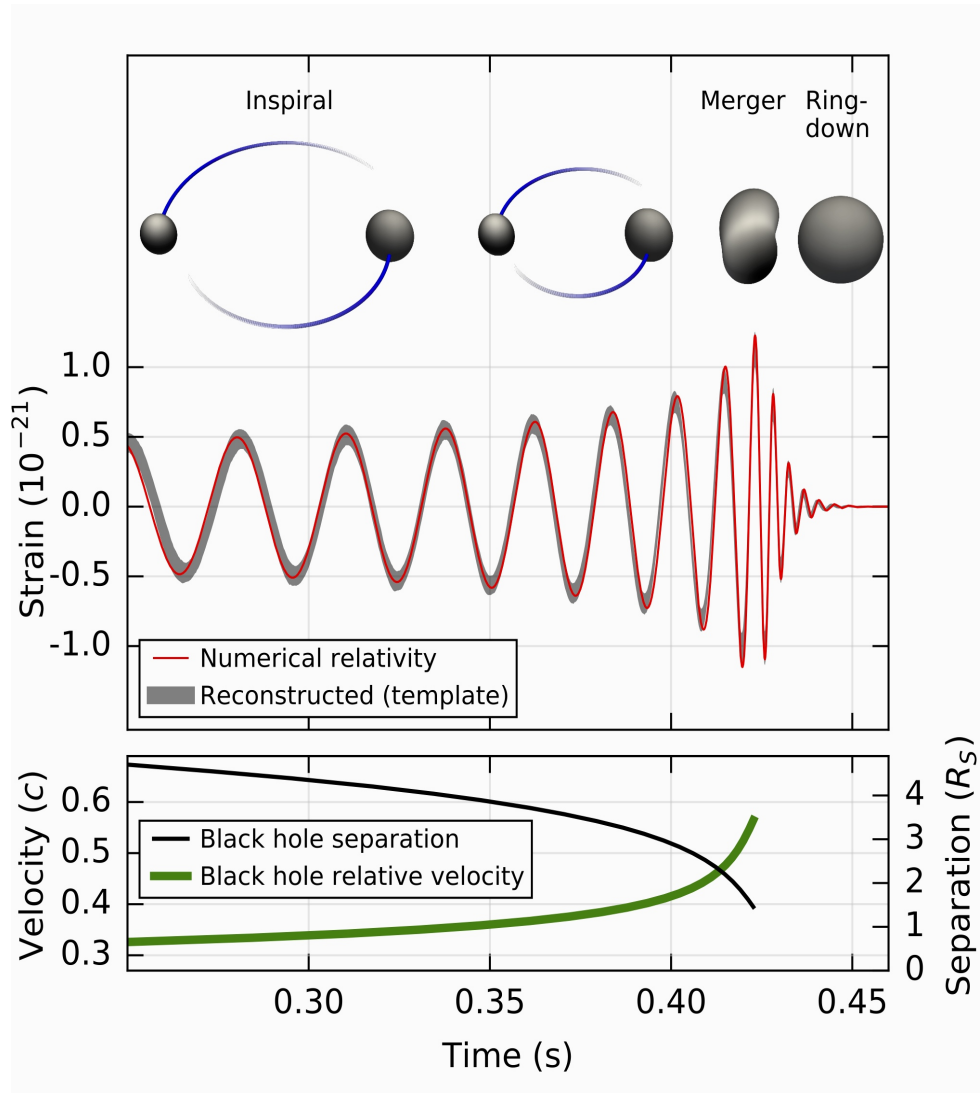 Inspiral
Merger
Ring-
down
Strain (10⁻²¹)
1.0
0.5
0.0
-0.5
-1.0
Numerical relativity
Reconstructed (template)
Velocity (c)
0.6
0.5
0.4
0.3
Black hole separation
Black hole relative velocity
Separation (R_S)
4
3
2
1
0
0.30
0.35
0.40
0.45
Time (s)